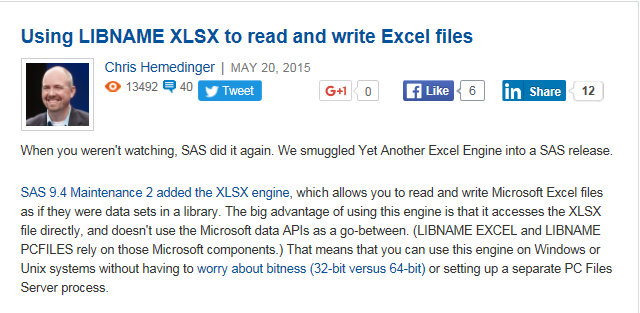 Using LIBNAME XLSX to read and write Excel files
Chris Hemedinger | MAY 20, 2015
13492 40 Tweet G+1 0 Like 6 in Share 12
When you weren't watching, SAS did it again. We smuggled Yet Another Excel Engine into a SAS release.
SAS 9.4 Maintenance 2 added the XLSX engine, which allows you to read and write Microsoft Excel files
as if they were data sets in a library. The big advantage of using this engine is that it accesses the XLSX
file directly, and doesn't use the Microsoft data APIs as a go-between. (LIBNAME EXCEL and LIBNAME
PCFILES rely on those Microsoft components.) That means that you can use this engine on Windows or
Unix systems without having to worry about bitness (32-bit versus 64-bit) or setting up a separate PC Files
Server process.